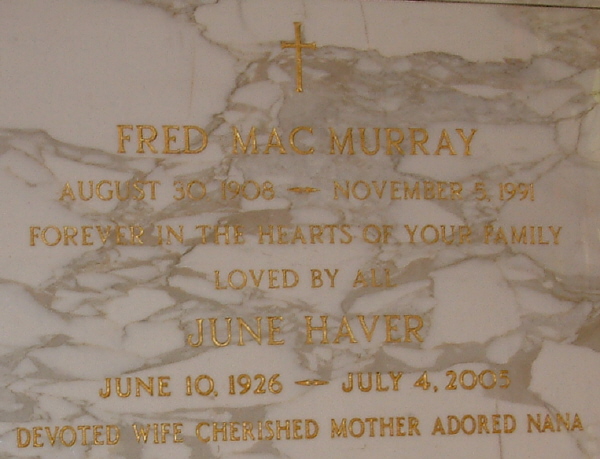 FRED MAC MURRAY
AUGUST 30, 1908 — NOVEMBER 5, 1991
FOREVER IN THE HEARTS OF YOUR FAMILY
LOVED BY ALL
JUNE HAVER
JUNE 10, 1926 — JULY 4, 2005
DEVOTED WIFE CHERISHED MOTHER ADORED NANA